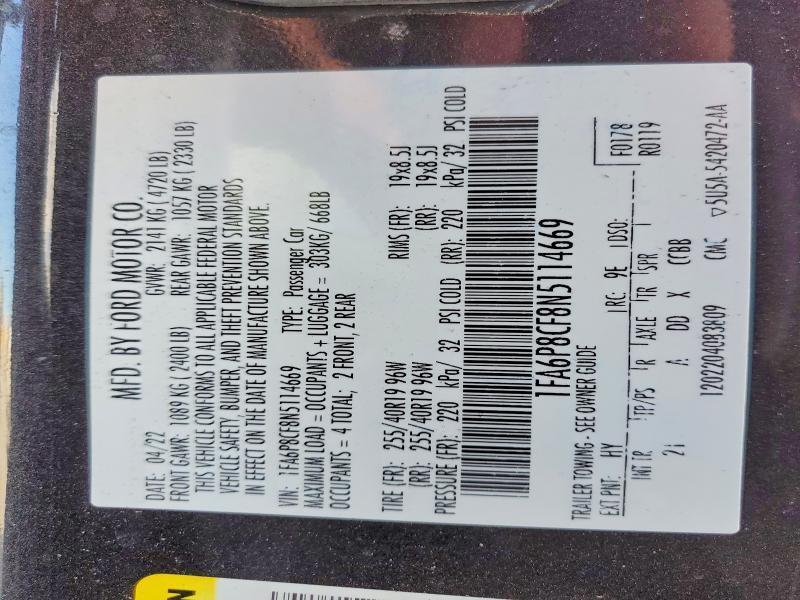 MFD. BY FORD MOTOR CO.
DATE: 04/22 GVWR: 2141 KG ( 4720 LB)
FRONT GAWR: 1089 KG ( 2400 LB) REAR GAWR: 1057 KG ( 2330 LB)
THIS VEHICLE CONFORMS TO ALL APPLICABLE FEDERAL MOTOR
VEHICLE SAFETY, BUMPER, AND THEFT PREVENTION STANDARDS
IN EFFECT ON THE DATE OF MANUFACTURE SHOWN ABOVE.
VIN: 1FA6P8CF8N5114669 TYPE: Passenger Car
MAXIMUM LOAD = OCCUPANTS + LUGGAGE = 303KG/ 668LB
OCCUPANTS = 4 TOTAL; 2 FRONT, 2 REAR
TIRE (FR): 255/40R19 96W RIMS (FR): 19x8.5J
(RR): 255/40R19 96W (RR): 19x8.5J
PRESSURE (FR): 220 kPa/ 32 PSI COLD (RR): 220 kPa/ 32 PSI COLD
1FA6P8CF8N5114669
TRAILER TOWING - SEE OWNER GUIDE
F0178
EXT PNT: HY RC: 9E DSO: R0119
INT TR TP/PS R AXLE TR SPR
2i A DD X CCBB
12022040983R09 CMC ▽5U5A-5420472-AA
N